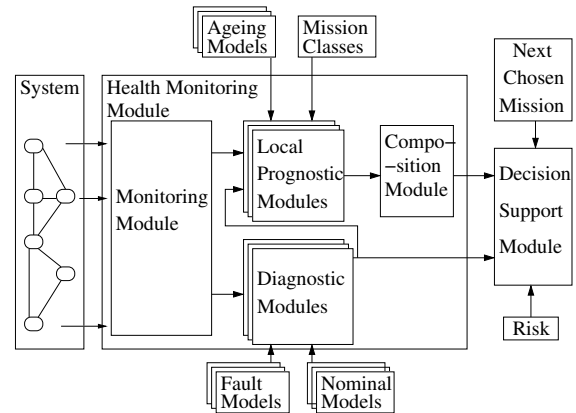 Ageing
Models
Mission
Classes
System
Health Monitoring
Module
Next
Chosen
Mission
Monitoring
Module
Local
Prognostic
Modules
Compo-
-sition
Module
Decision
Support
Module
Diagnostic
Modules
Risk
Fault
Models
Nominal
Models